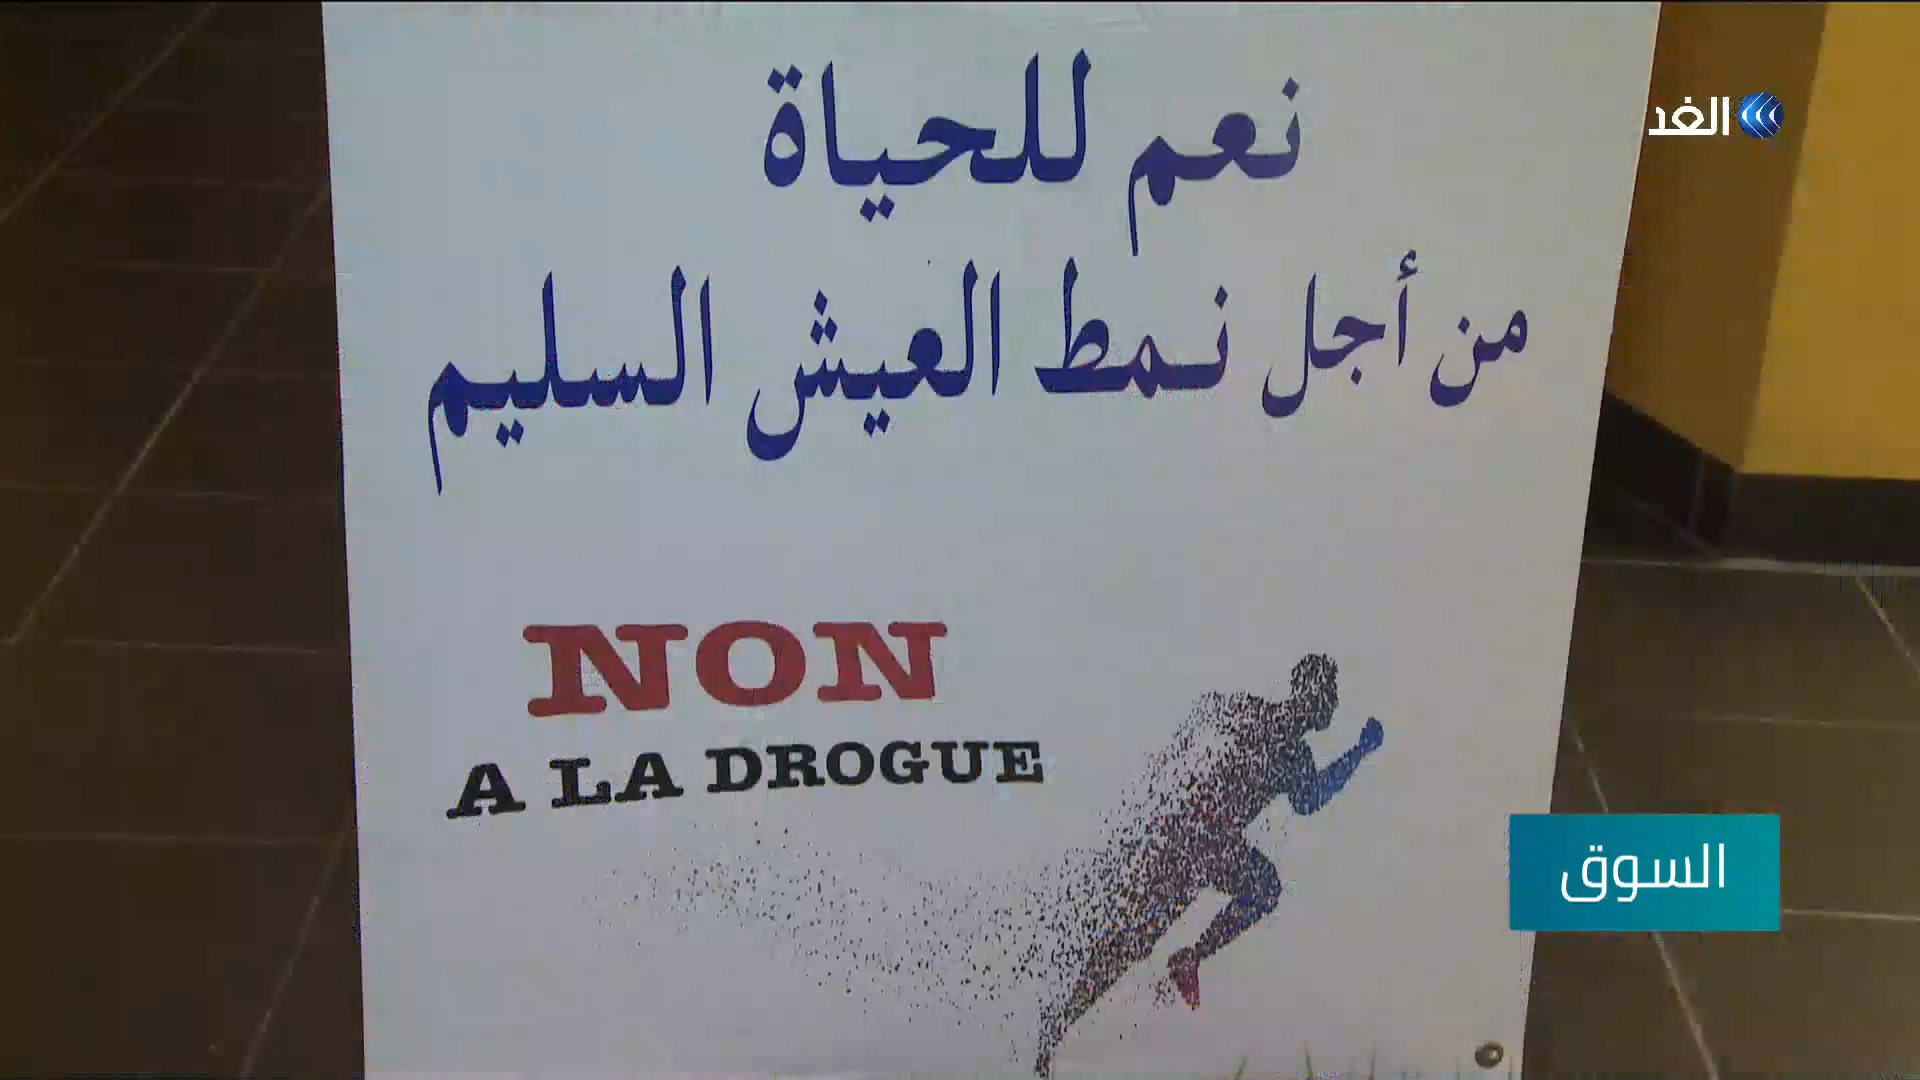 نعم للحياة
من أجل نمط العيش السليم
NON
A LA DROGUE
الغد
السوق